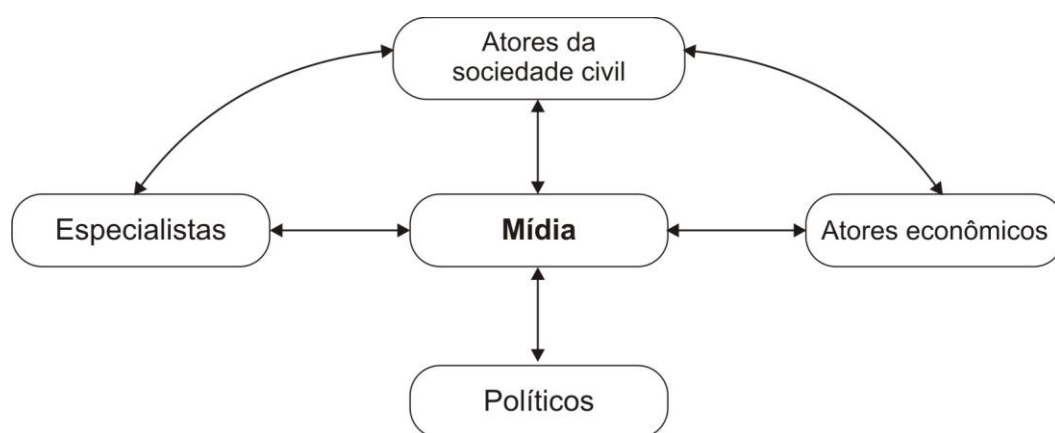 Atores da
sociedade civil
Especialistas
Mídia
Atores econômicos
Políticos